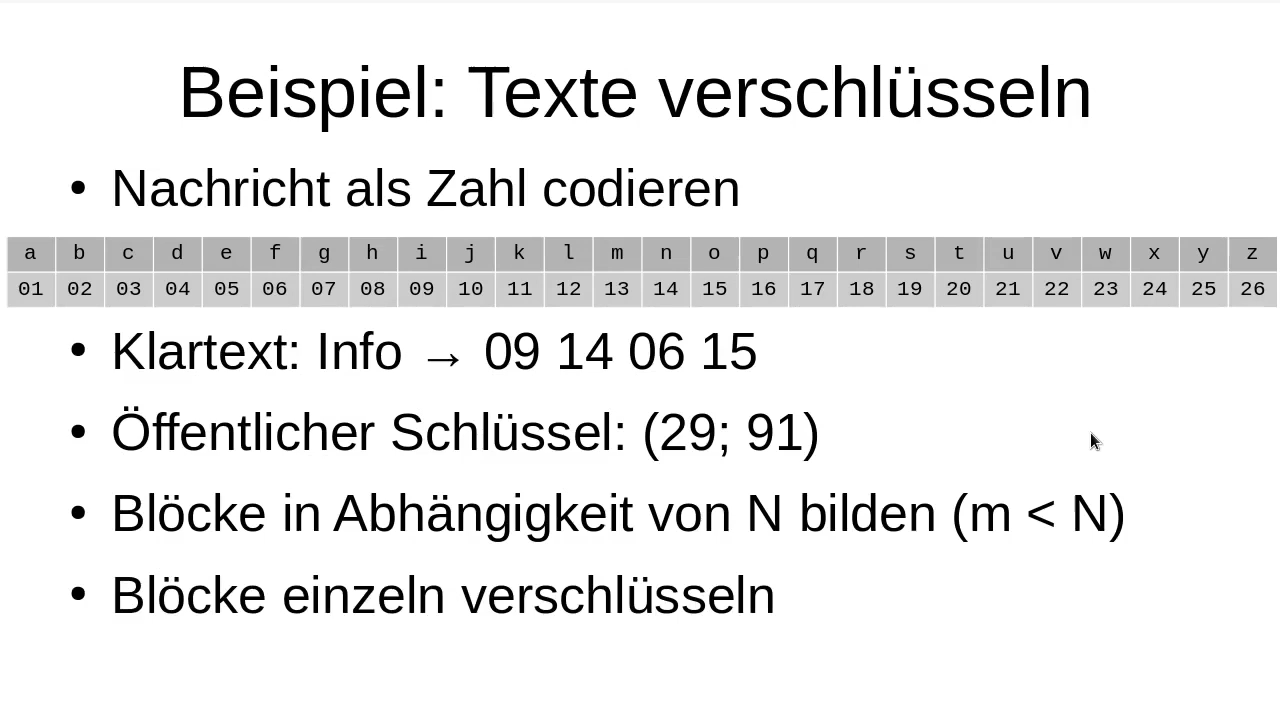 Beispiel: Texte verschlüsseln
• Nachricht als Zahl codieren
a b c d e f g h i j k l m n o p q r s t u v w x y z
01 02 03 04 05 06 07 08 09 10 11 12 13 14 15 16 17 18 19 20 21 22 23 24 25 26
• Klartext: Info → 09 14 06 15
• Öffentlicher Schlüssel: (29; 91)
• Blöcke in Abhängigkeit von N bilden (m < N)
• Blöcke einzeln verschlüsseln